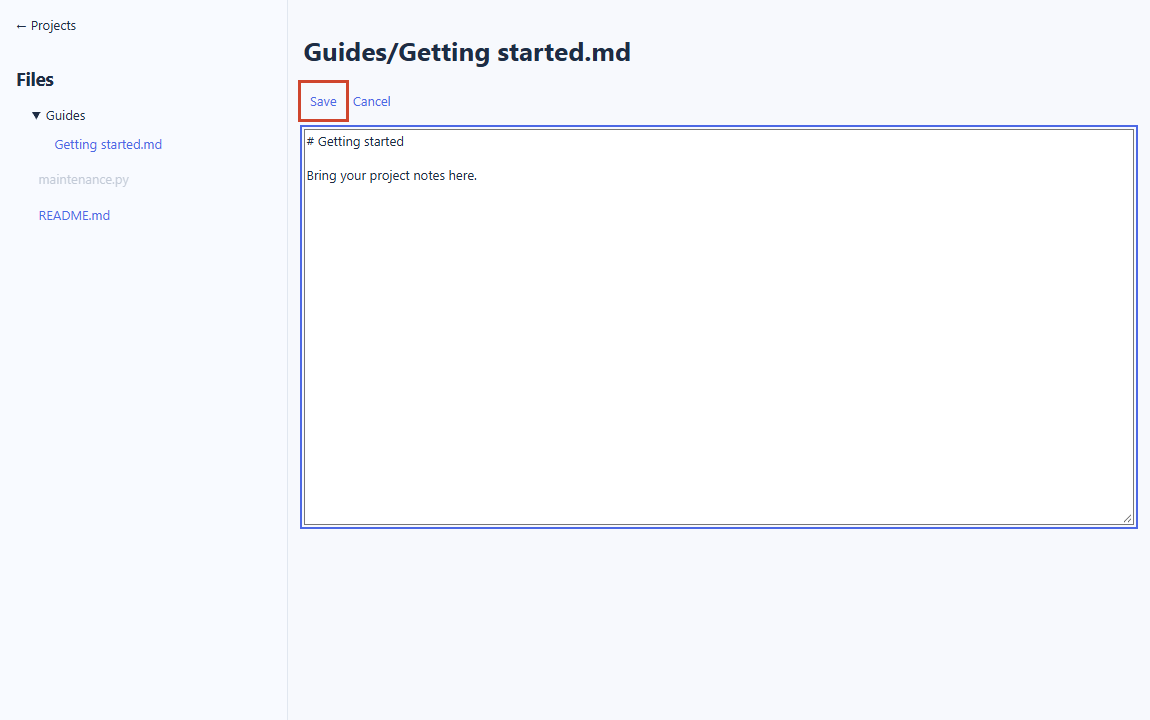 ← Projects
Files
▼ Guides
Getting started.md
maintenance.py
README.md
Guides/Getting started.md
Save Cancel
# Getting started
Bring your project notes here.